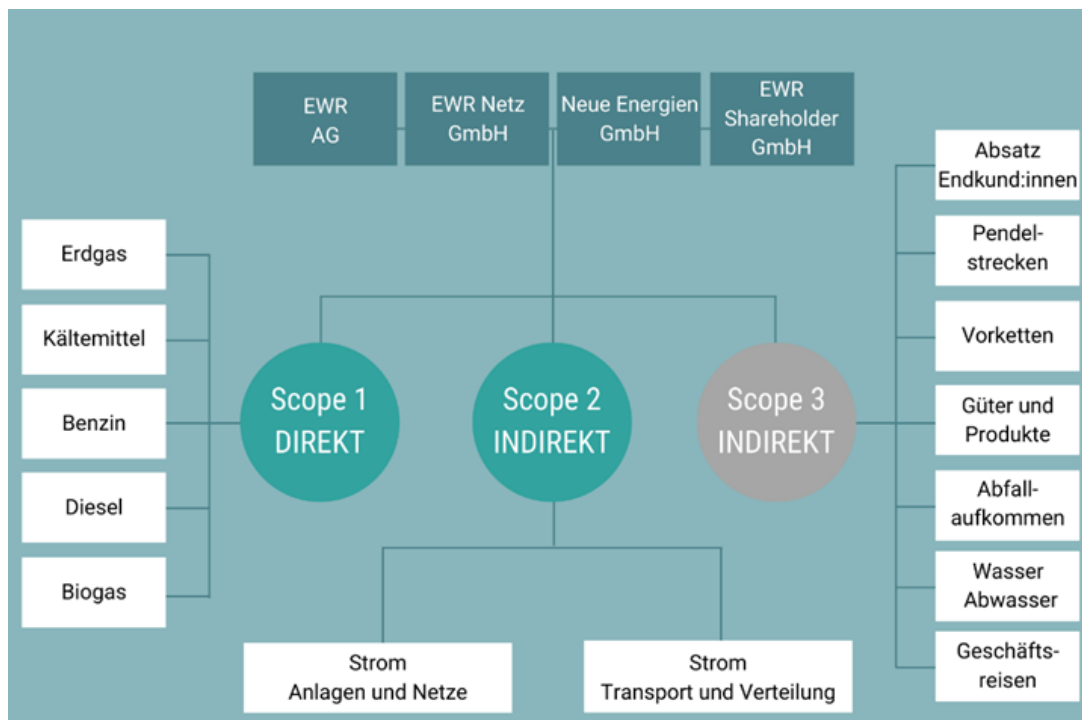 EWR
AG
EWR Netz
GmbH
Neue Energien
GmbH
EWR
Shareholder
GmbH
Erdgas
Kältemittel
Benzin
Diesel
Biogas
Scope 1
DIREKT
Scope 2
INDIREKT
Scope 3
INDIREKT
Absatz
Endkund:innen
Pendel-
strecken
Vorketten
Güter und
Produkte
Abfall-
aufkommen
Wasser
Abwasser
Geschäfts-
reisen
Strom
Anlagen und Netze
Strom
Transport und Verteilung